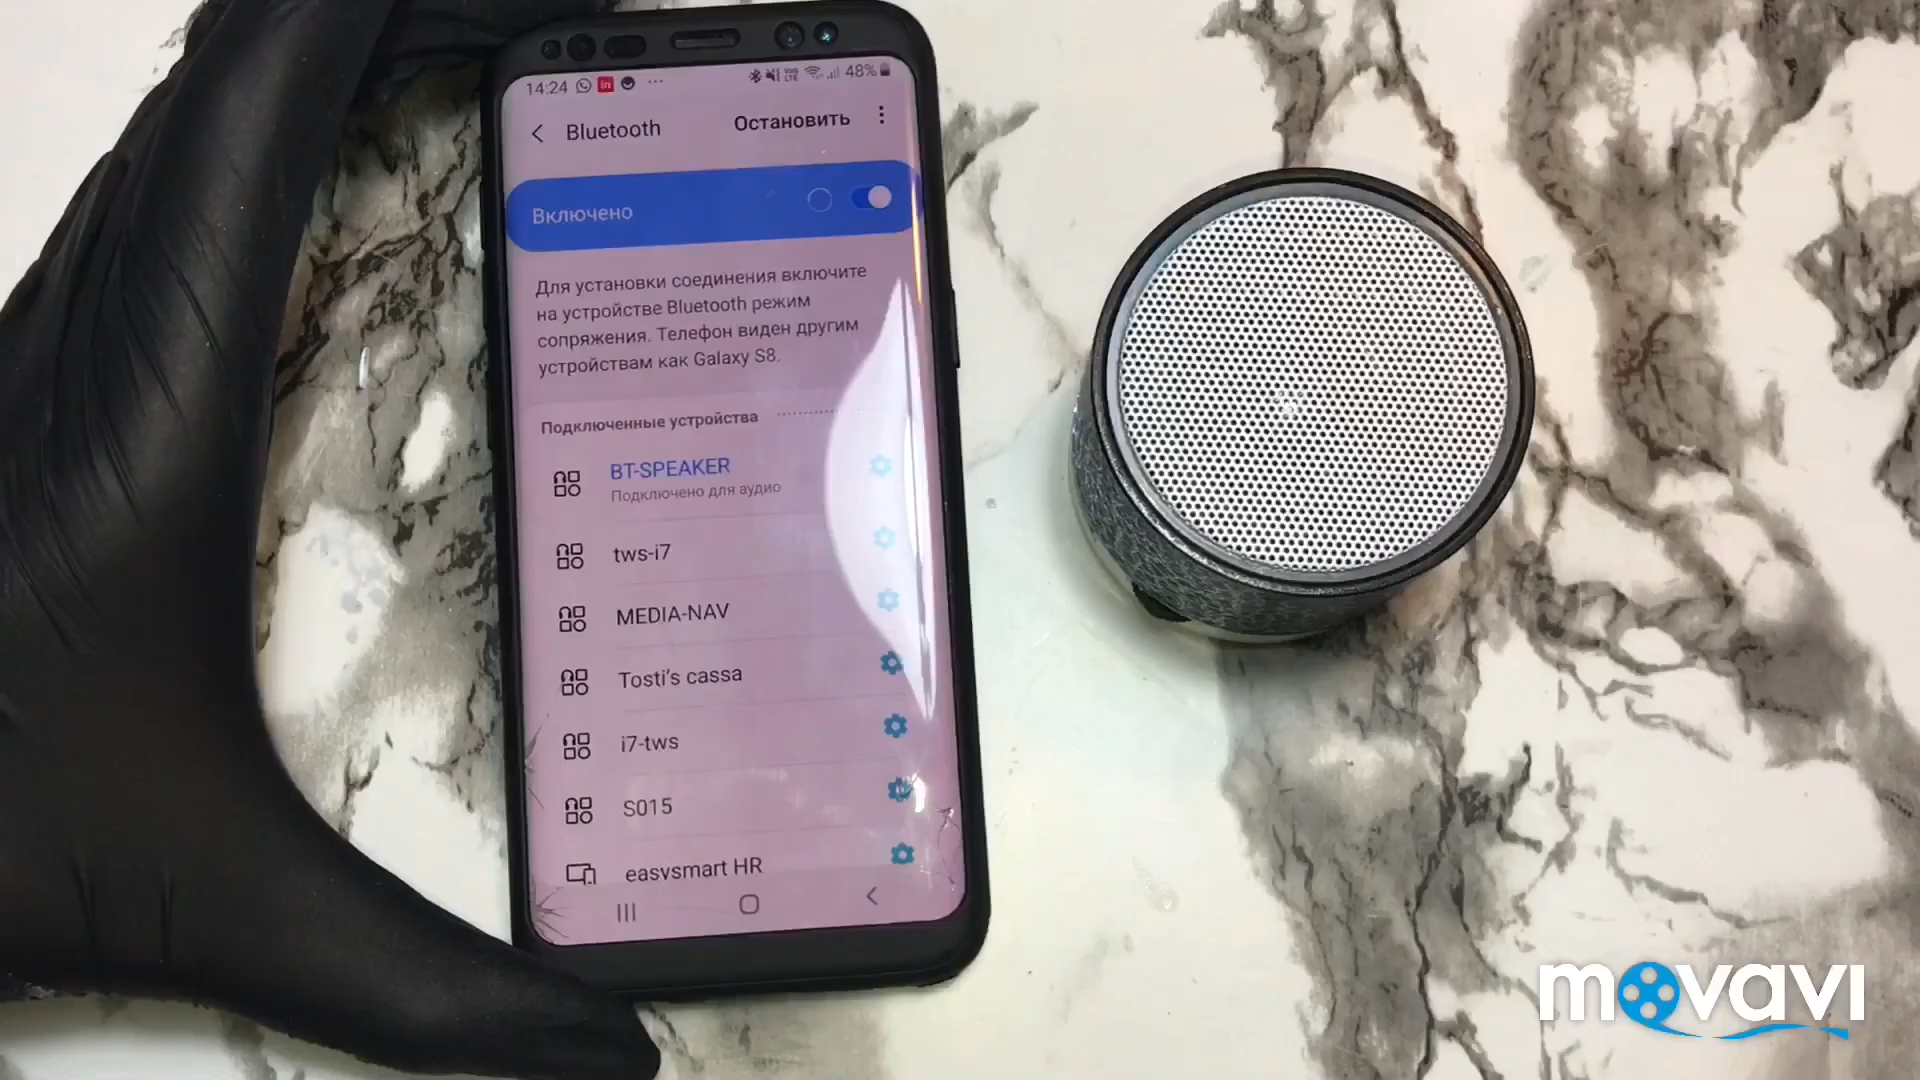 14:24
in
48%
Bluetooth
Остановить
Включено
Для установки соединения включите
на устройстве Bluetooth режим
сопряжения. Телефон виден другим
устройствам как Galaxy S8.
Подключенные устройства
BT-SPEAKER
Подключено для аудио
tws-i7
MEDIA-NAV
Tosti's cassa
i7-tws
S015
easysmart HR
movavi